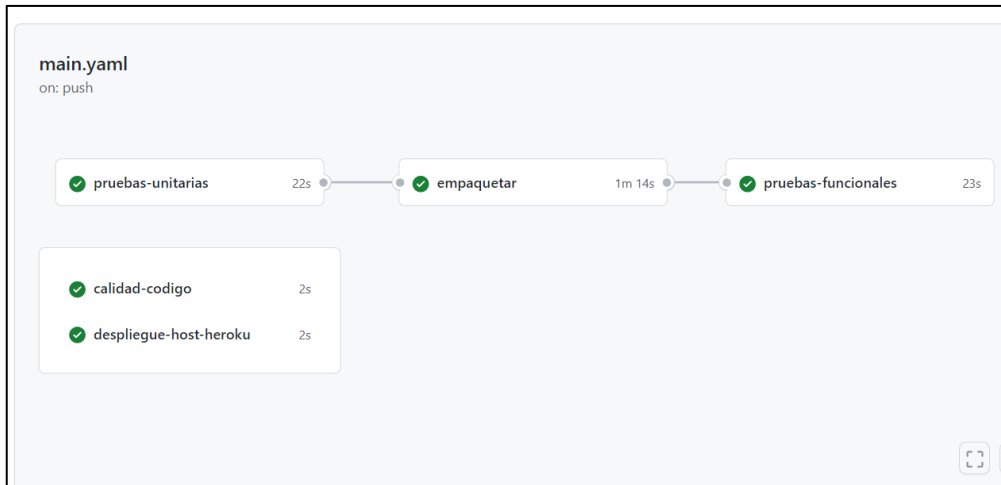 main.yaml
on: push
pruebas-unitarias 22s
empaquetar 1m 14s
pruebas-funcionales 23s
calidad-codigo 2s
despliegue-host-heroku 2s